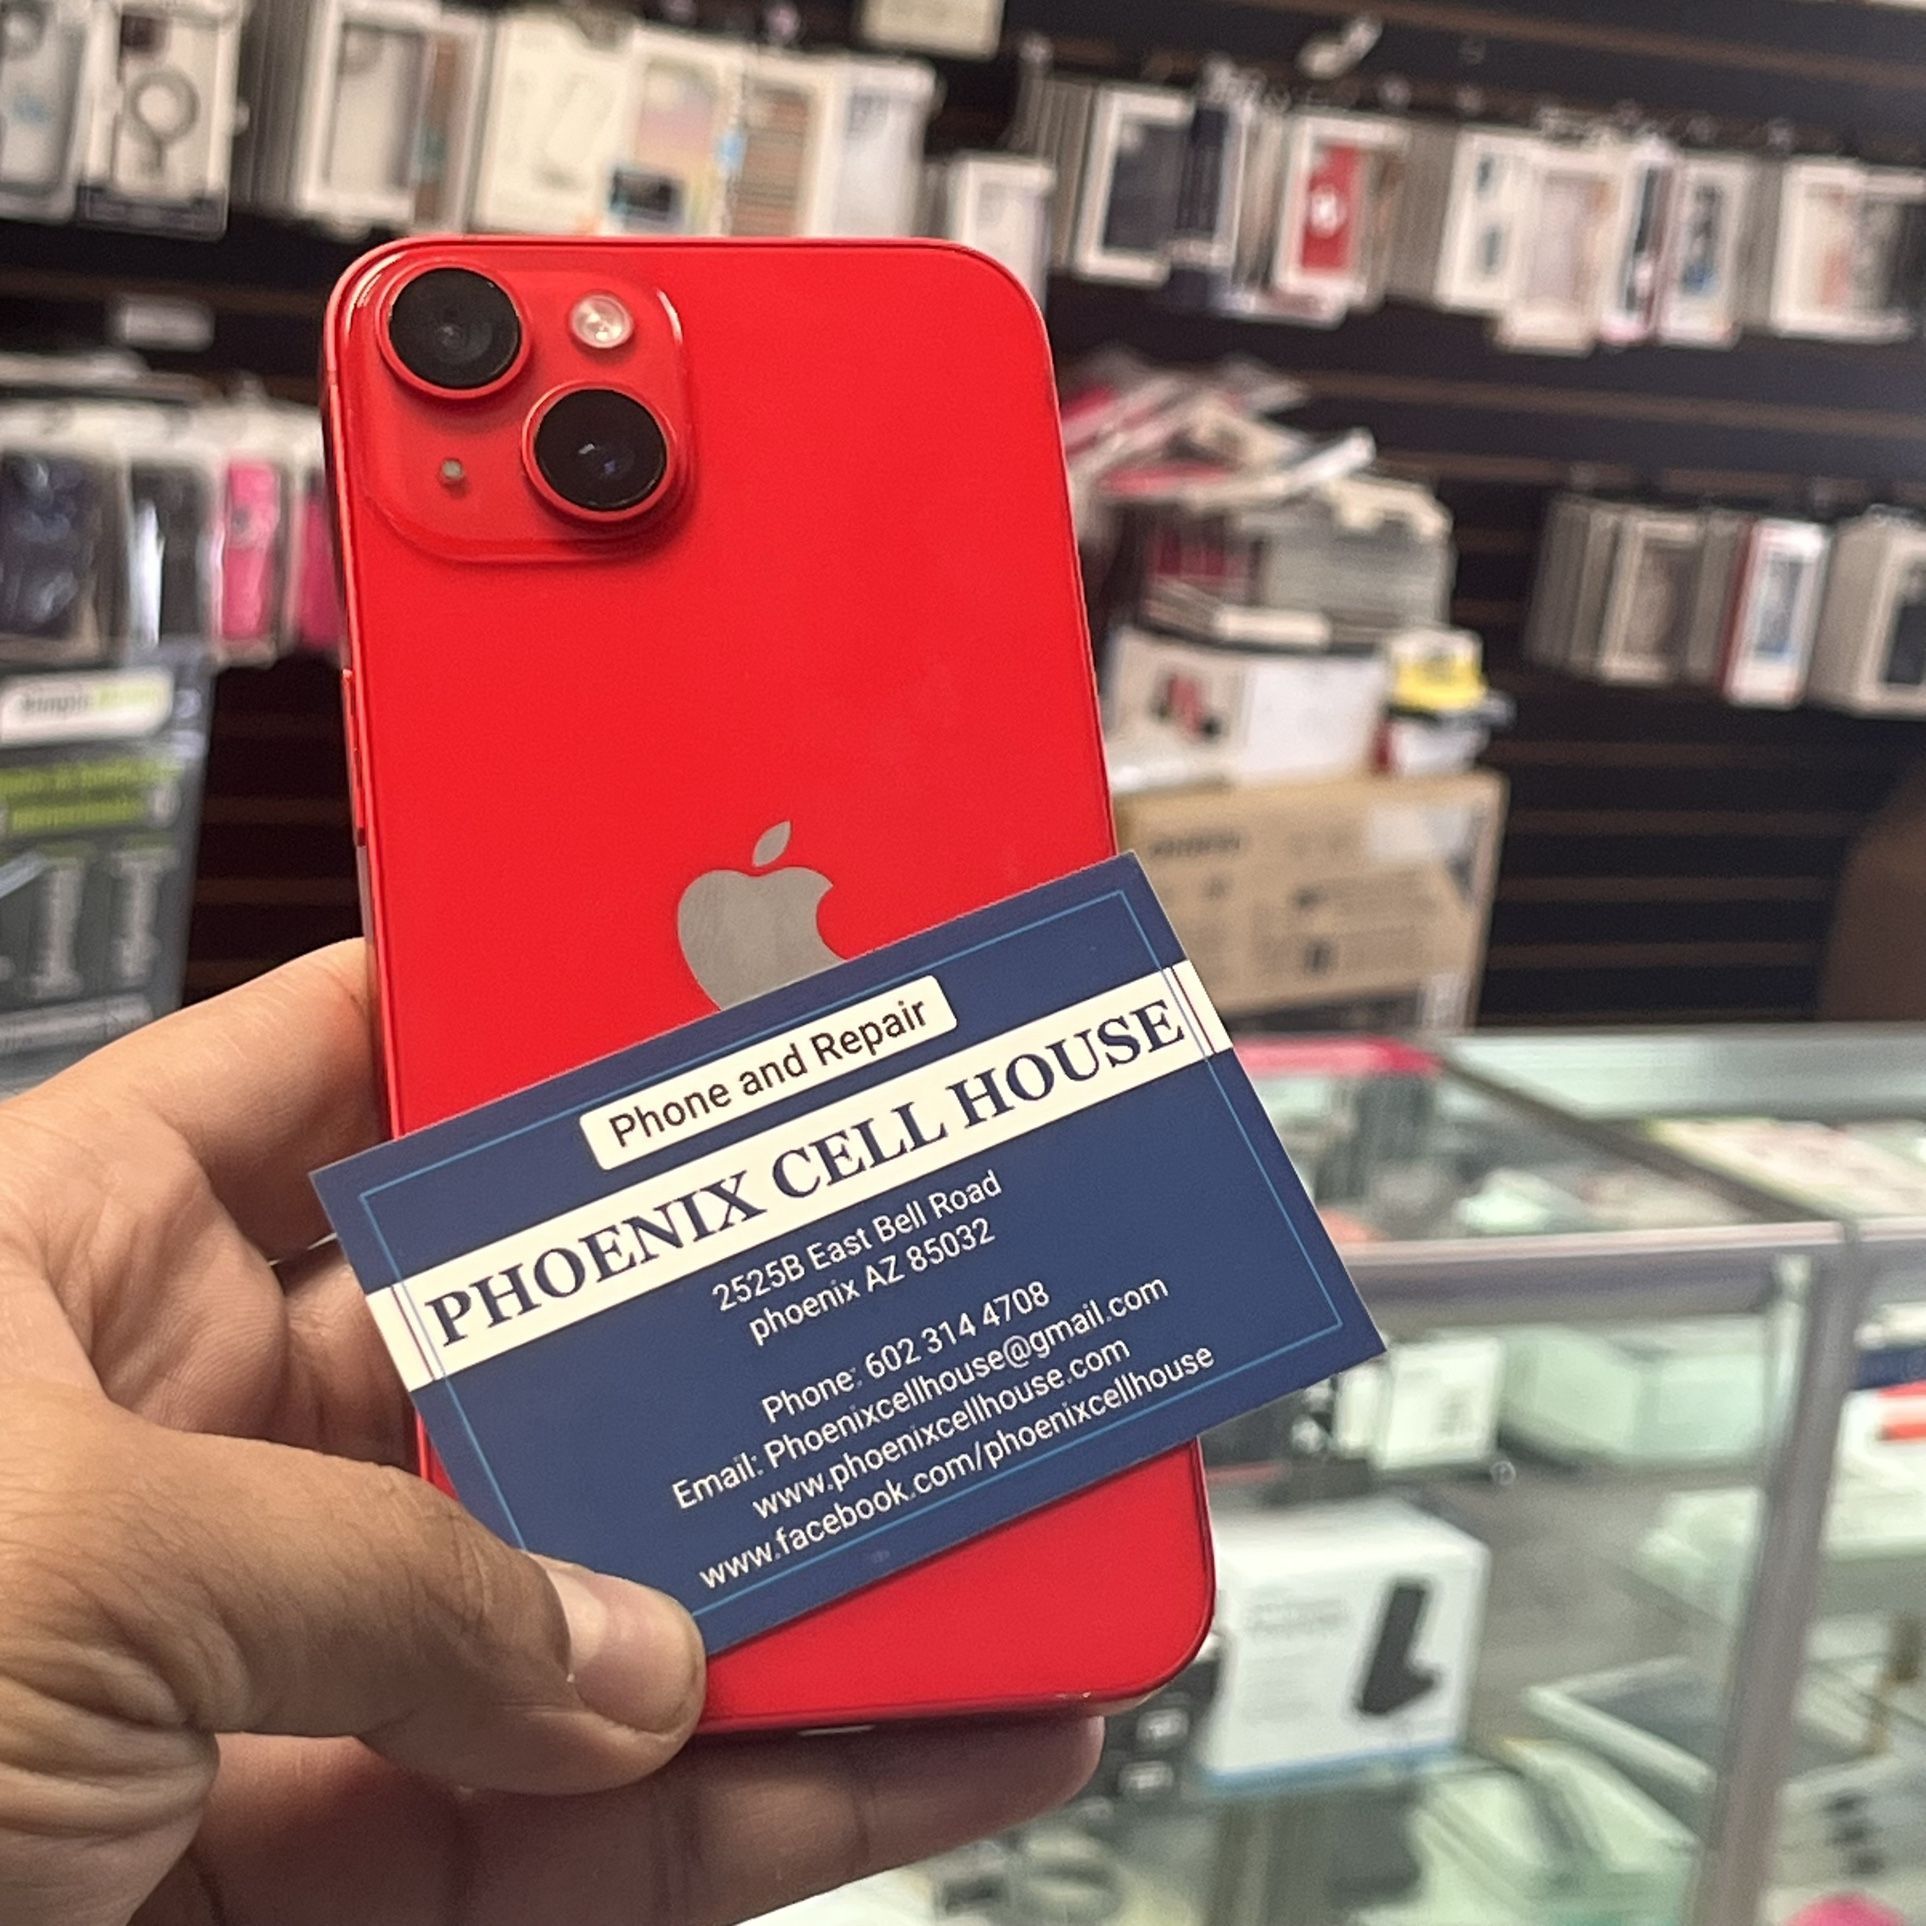 Phone and Repair
PHOENIX CELL HOUSE
2525B East Bell Road
phoenix AZ 85032
Phone: 602 314 4708
Email: Phoenixcellhouse@gmail.com
www.phoenixcellhouse.com
www.facebook.com/phoenixcellhouse